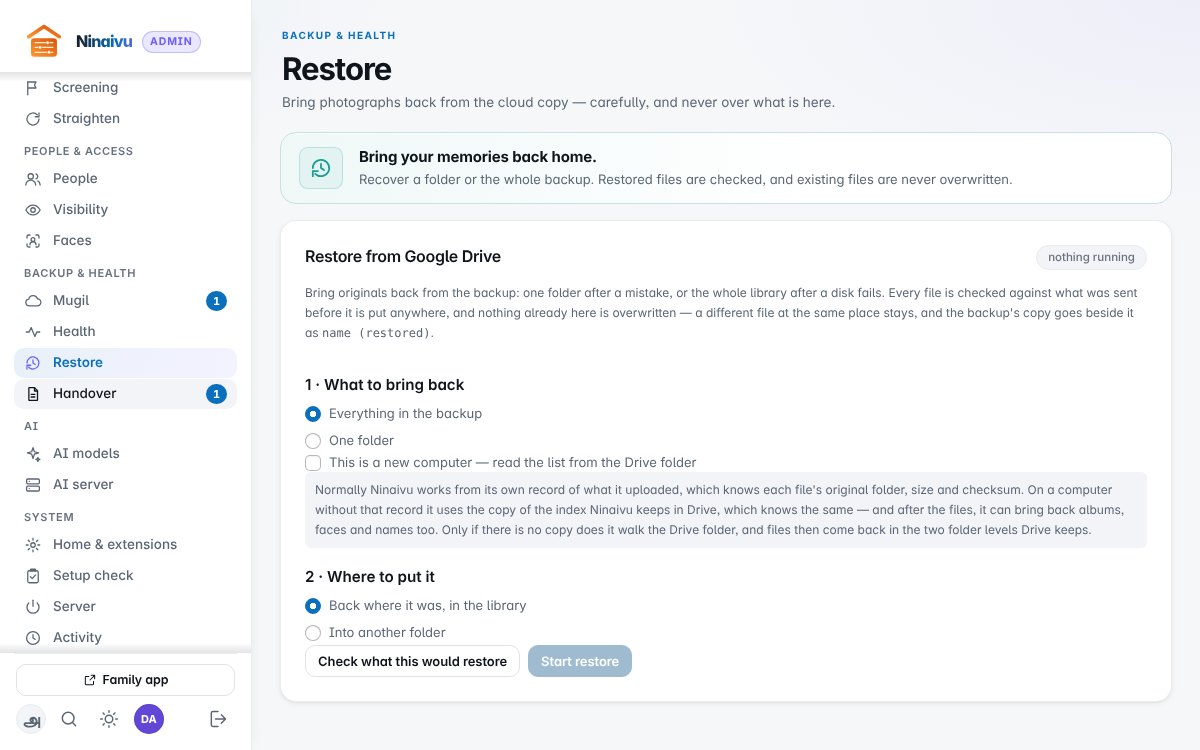 Ninaivu ADMIN
Screening
Straighten
PEOPLE & ACCESS
People
Visibility
Faces
BACKUP & HEALTH
Mugil 1
Health
Restore
Handover 1
AI
AI models
AI server
SYSTEM
Home & extensions
Setup check
Server
Activity
Family app
அ
DA
BACKUP & HEALTH
Restore
Bring photographs back from the cloud copy — carefully, and never over what is here.
Bring your memories back home.
Recover a folder or the whole backup. Restored files are checked, and existing files are never overwritten.
Restore from Google Drive
nothing running
Bring originals back from the backup: one folder after a mistake, or the whole library after a disk fails. Every file is checked against what was sent
before it is put anywhere, and nothing already here is overwritten — a different file at the same place stays, and the backup's copy goes beside it
as name (restored).
1 · What to bring back
Everything in the backup
One folder
This is a new computer — read the list from the Drive folder
Normally Ninaivu works from its own record of what it uploaded, which knows each file's original folder, size and checksum. On a computer
without that record it uses the copy of the index Ninaivu keeps in Drive, which knows the same — and after the files, it can bring back albums,
faces and names too. Only if there is no copy does it walk the Drive folder, and files then come back in the two folder levels Drive keeps.
2 · Where to put it
Back where it was, in the library
Into another folder
Check what this would restore
Start restore